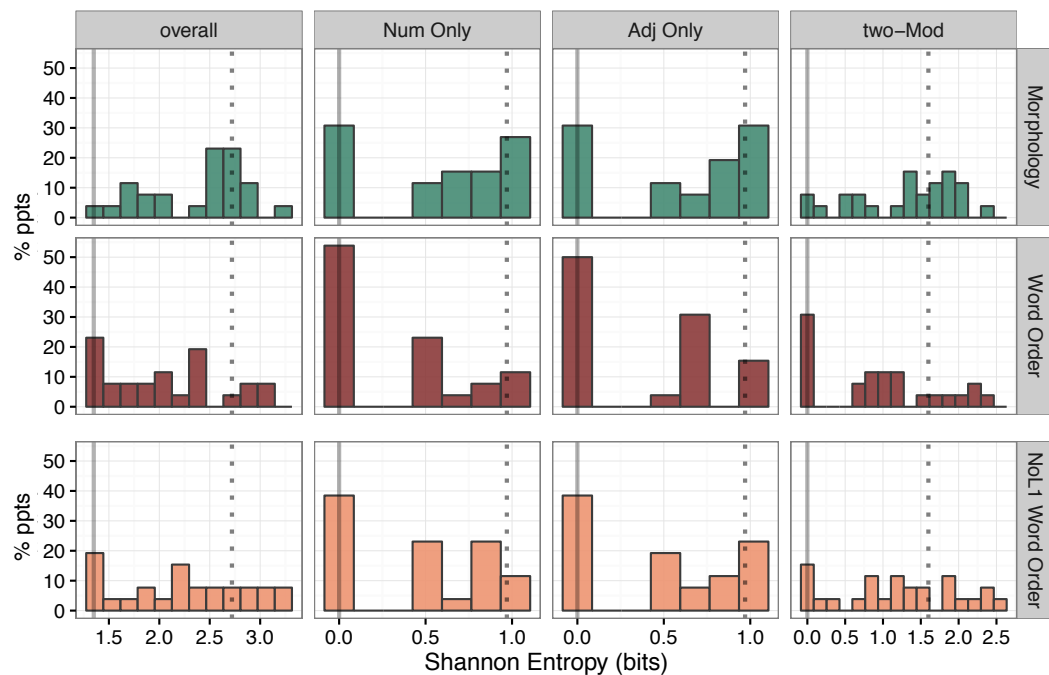 overall Num Only Adj Only two−Mod
50
40
30
20
10
0
% ppts
Morphology
50
40
30
20
10
0
Word Order
50
40
30
20
10
0
% ppts
NoL1 Word Order
1.5 2.0 2.5 3.0 0.0 0.5 1.0 0.0 0.5 1.0 0.0 0.5 1.0 1.5 2.0 2.5
Shannon Entropy (bits)